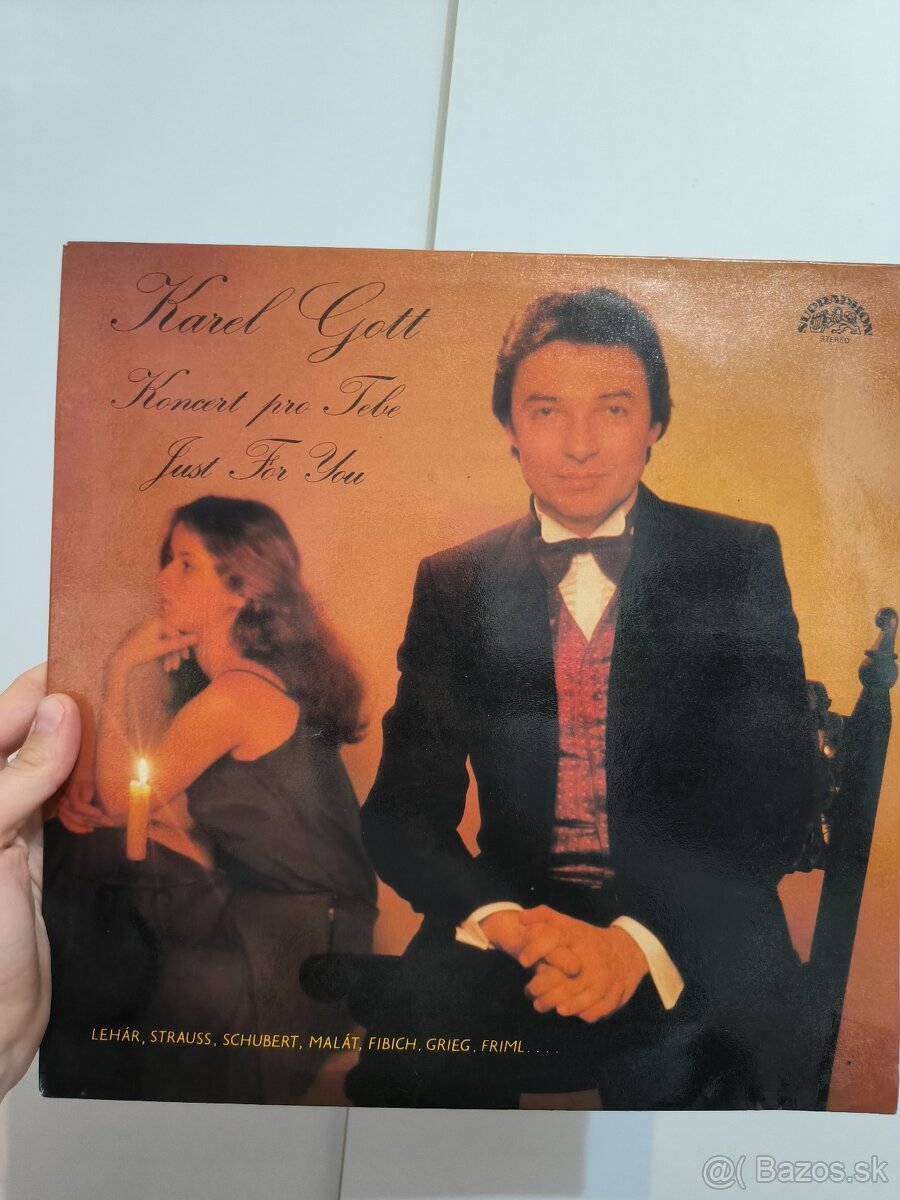 Karel Gott
Koncert pro Tebe
Just For You
SUPRAPHON
STEREO
LEHÁR, STRAUSS, SCHUBERT, MALÁT, FIBICH, GRIEG, FRIML....
@( Bazos.sk